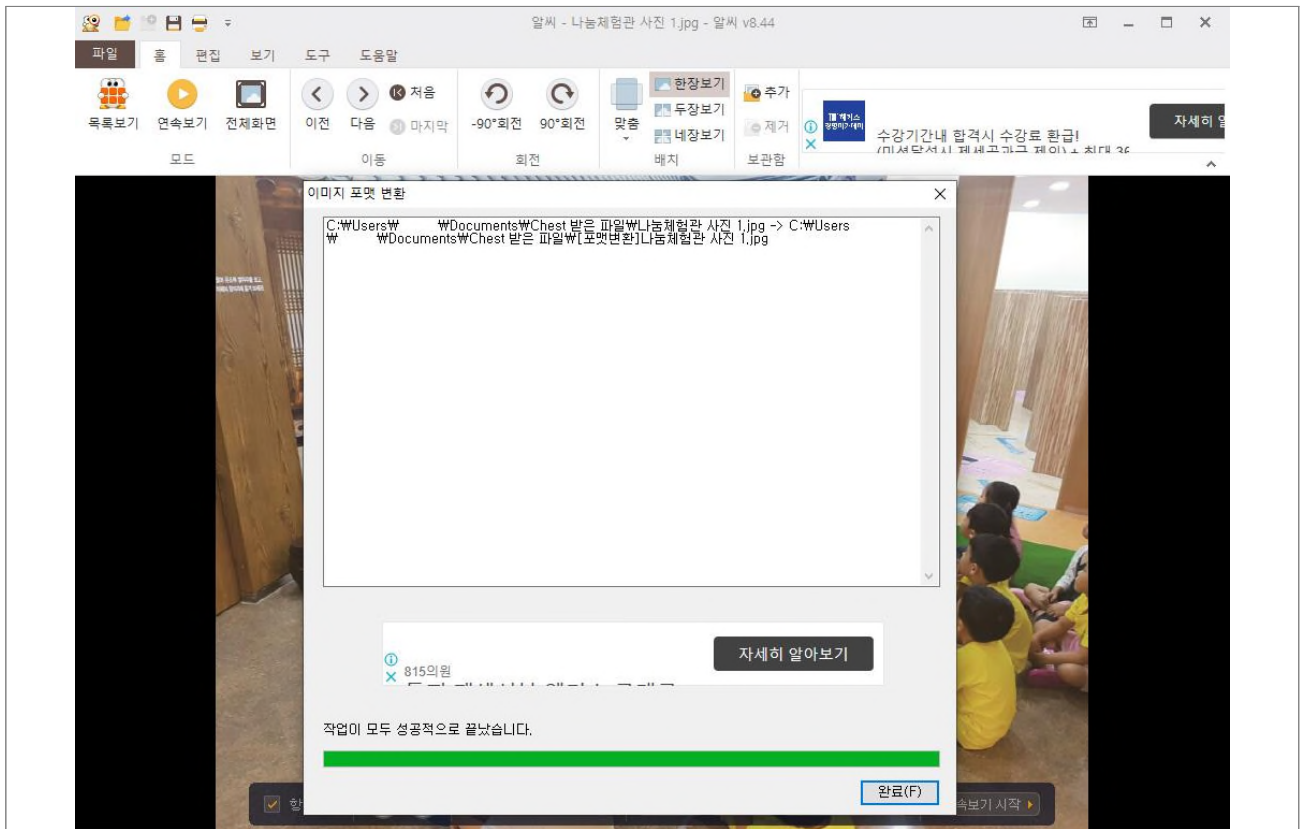 알씨 - 나눔체험관 사진 1.jpg - 알씨 v8.44
파일 홈 편집 보기 도구 도움말
목록보기 연속보기 전체화면
모드
이전 다음 처음 마지막
이동
-90°회전 90°회전
회전
맞춤 한장보기
두장보기
네장보기
배치
추가
제거
보관함
수강기간내 합격시 수강료 환급!
자세히 알
이미지 포맷 변환
C:₩Users₩ ₩Documents₩Chest 받은 파일₩나눔체험관 사진 1.jpg -> C:₩Users
₩ ₩Documents₩Chest 받은 파일₩[포맷변환]나눔체험관 사진 1.jpg
815의원
자세히 알아보기
작업이 모두 성공적으로 끝났습니다.
완료(F)
속보기 시작